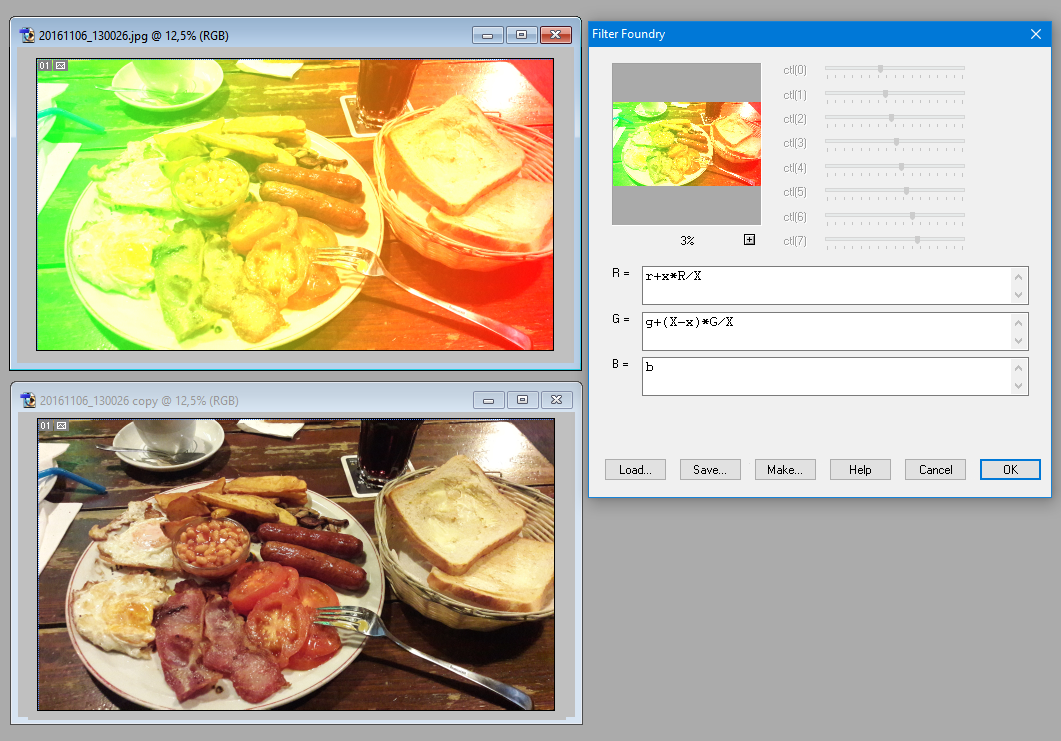 20161106_130026.jpg @ 12,5% (RGB)
01
20161106_130026 copy @ 12,5% (RGB)
01
Filter Foundry
ctl(0)
ctl(1)
ctl(2)
ctl(3)
ctl(4)
ctl(5)
ctl(6)
ctl(7)
3%
R = r+x*R/X
G = g+(X-x)*G/X
B = b
Load... Save... Make... Help Cancel OK